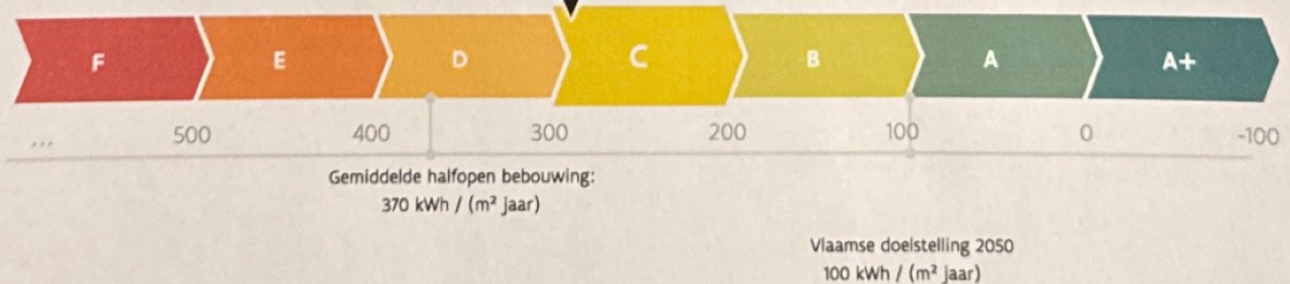 F E D C B A A+
... 500 400 300 200 100 0 -100
Gemiddelde halfopen bebouwing:
370 kWh / (m² jaar)
Vlaamse doelstelling 2050
100 kWh / (m² jaar)